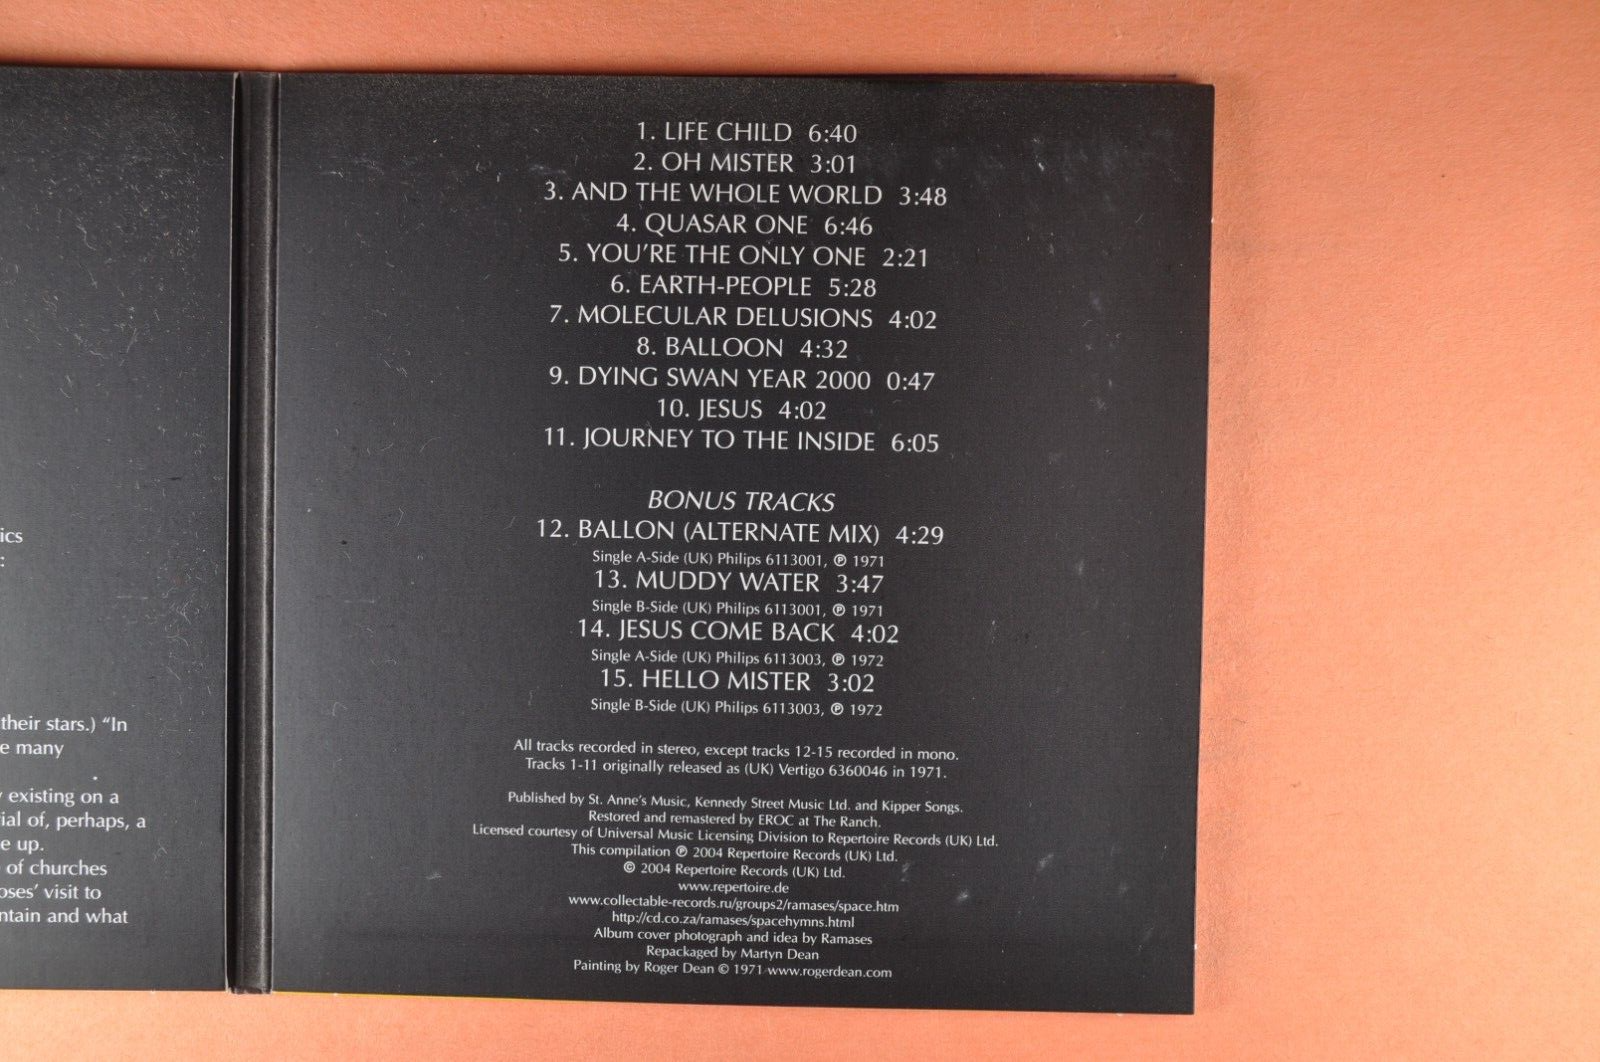 ics
:
their stars.) “In
e many
existing on a
ial of, perhaps, a
e up.
of churches
oses’ visit to
ntain and what
1. LIFE CHILD 6:40
2. OH MISTER 3:01
3. AND THE WHOLE WORLD 3:48
4. QUASAR ONE 6:46
5. YOU’RE THE ONLY ONE 2:21
6. EARTH-PEOPLE 5:28
7. MOLECULAR DELUSIONS 4:02
8. BALLOON 4:32
9. DYING SWAN YEAR 2000 0:47
10. JESUS 4:02
11. JOURNEY TO THE INSIDE 6:05
BONUS TRACKS
12. BALLON (ALTERNATE MIX) 4:29
Single A-Side (UK) Philips 6113001, ℗ 1971
13. MUDDY WATER 3:47
Single B-Side (UK) Philips 6113001, ℗ 1971
14. JESUS COME BACK 4:02
Single A-Side (UK) Philips 6113003, ℗ 1972
15. HELLO MISTER 3:02
Single B-Side (UK) Philips 6113003, ℗ 1972
All tracks recorded in stereo, except tracks 12-15 recorded in mono.
Tracks 1-11 originally released as (UK) Vertigo 6360046 in 1971.
Published by St. Anne’s Music, Kennedy Street Music Ltd. and Kipper Songs.
Restored and remastered by EROC at The Ranch.
Licensed courtesy of Universal Music Licensing Division to Repertoire Records (UK) Ltd.
This compilation ℗ 2004 Repertoire Records (UK) Ltd.
© 2004 Repertoire Records (UK) Ltd.
www.repertoire.de
www.collectable-records.ru/groups2/ramases/space.htm
http://cd.co.za/ramases/spacehymns.html
Album cover photograph and idea by Ramases
Repackaged by Martyn Dean
Painting by Roger Dean © 1971 www.rogerdean.com